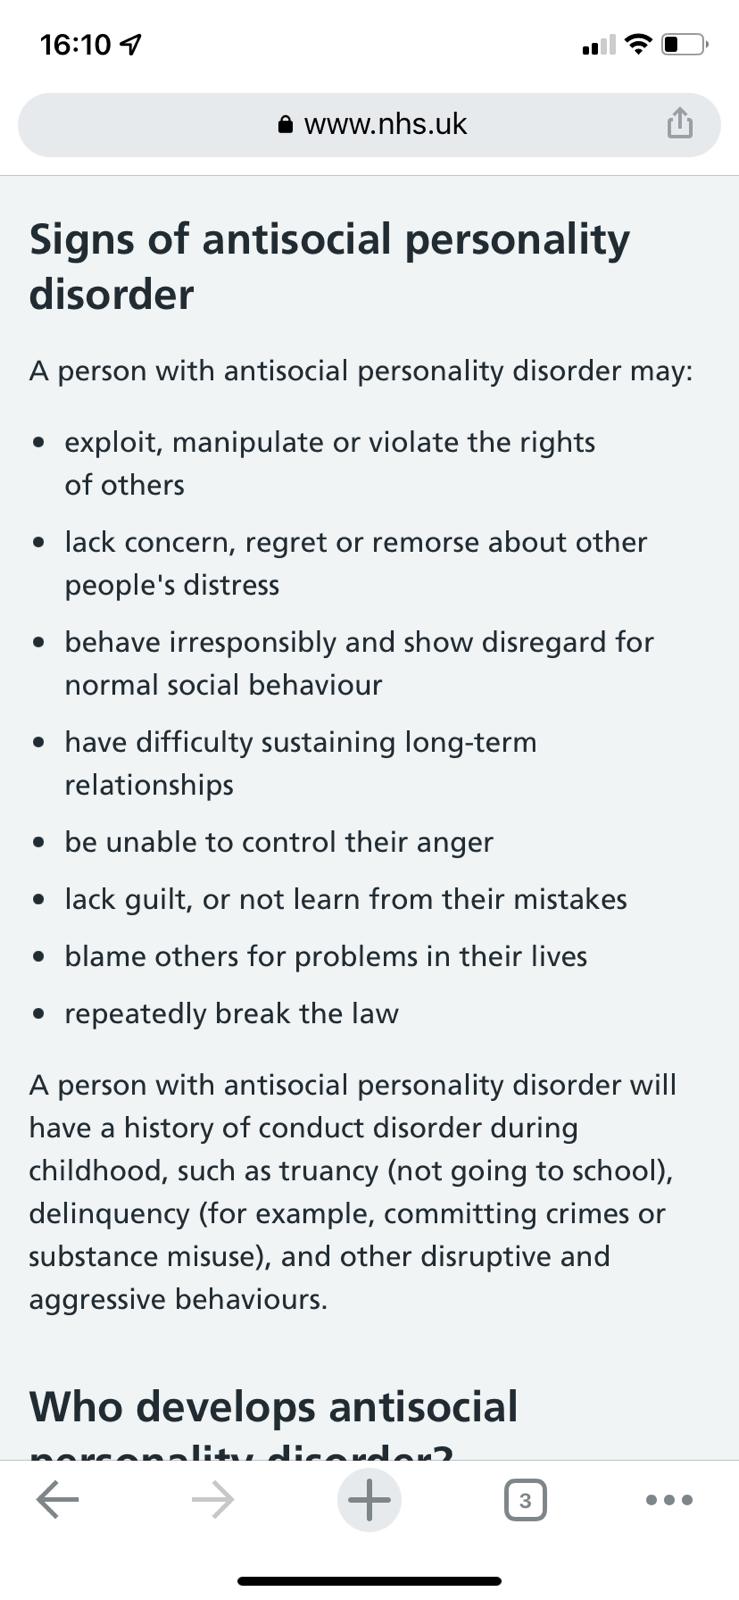 16:10
www.nhs.uk
Signs of antisocial personality
disorder
A person with antisocial personality disorder may:
• exploit, manipulate or violate the rights
of others
• lack concern, regret or remorse about other
people's distress
• behave irresponsibly and show disregard for
normal social behaviour
• have difficulty sustaining long-term
relationships
• be unable to control their anger
• lack guilt, or not learn from their mistakes
• blame others for problems in their lives
• repeatedly break the law
A person with antisocial personality disorder will
have a history of conduct disorder during
childhood, such as truancy (not going to school),
delinquency (for example, committing crimes or
substance misuse), and other disruptive and
aggressive behaviours.
Who develops antisocial
personality disorder?
3